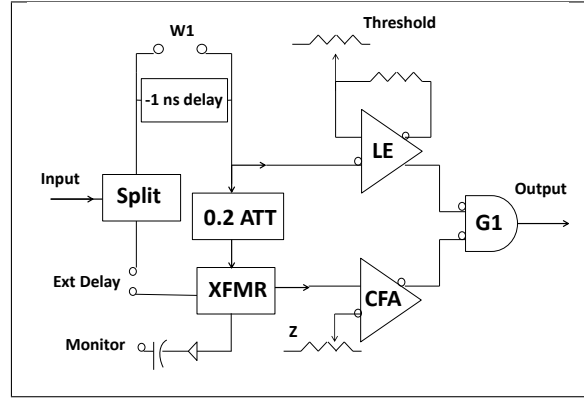 W1
Threshold
-1 ns delay
LE
Input
Split
Output
0.2 ATT
G1
Ext Delay
XFMR
CFA
Z
Monitor